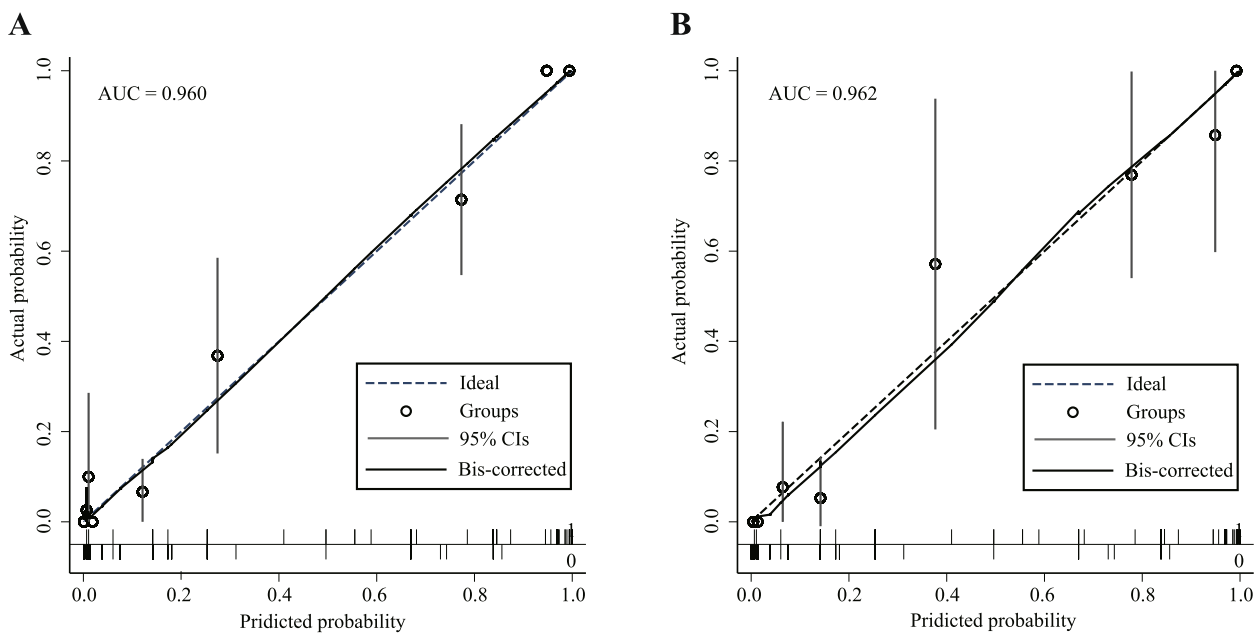 A
AUC = 0.960
Actual probability
1.0
0.8
0.6
0.4
0.2
0.0
Ideal
Groups
95% CIs
Bis-corrected
1
0
0.0 0.2 0.4 0.6 0.8 1.0
Pridicted probability
B
AUC = 0.962
Actual probability
1.0
0.8
0.6
0.4
0.2
0.0
Ideal
Groups
95% CIs
Bis-corrected
1
0
0.0 0.2 0.4 0.6 0.8 1.0
Pridicted probability